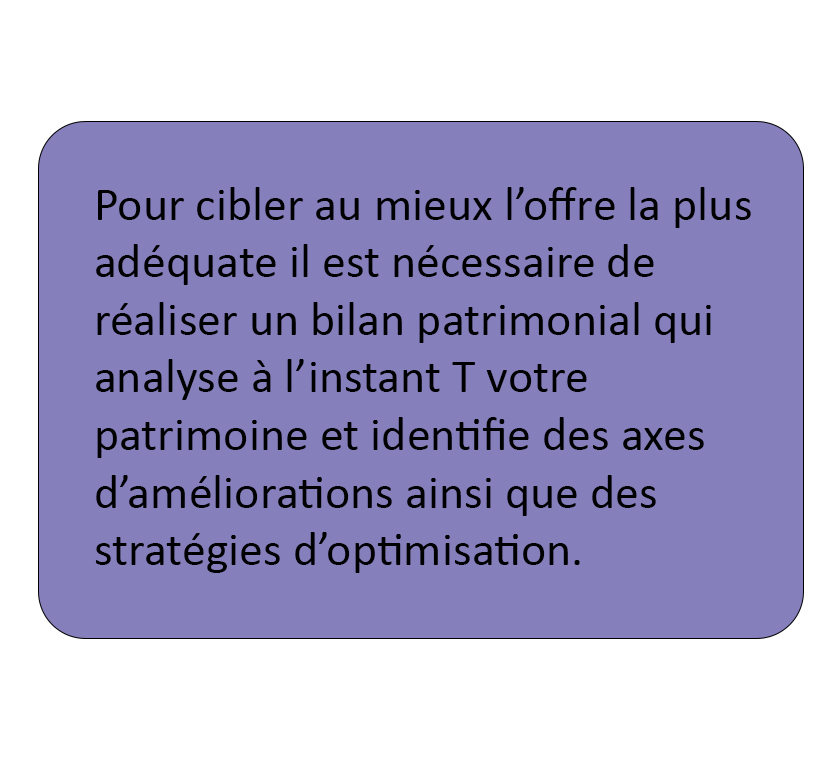 Pour cibler au mieux l’offre la plus
adéquate il est nécessaire de
réaliser un bilan patrimonial qui
analyse à l’instant T votre
patrimoine et identifie des axes
d’améliorations ainsi que des
stratégies d’optimisation.